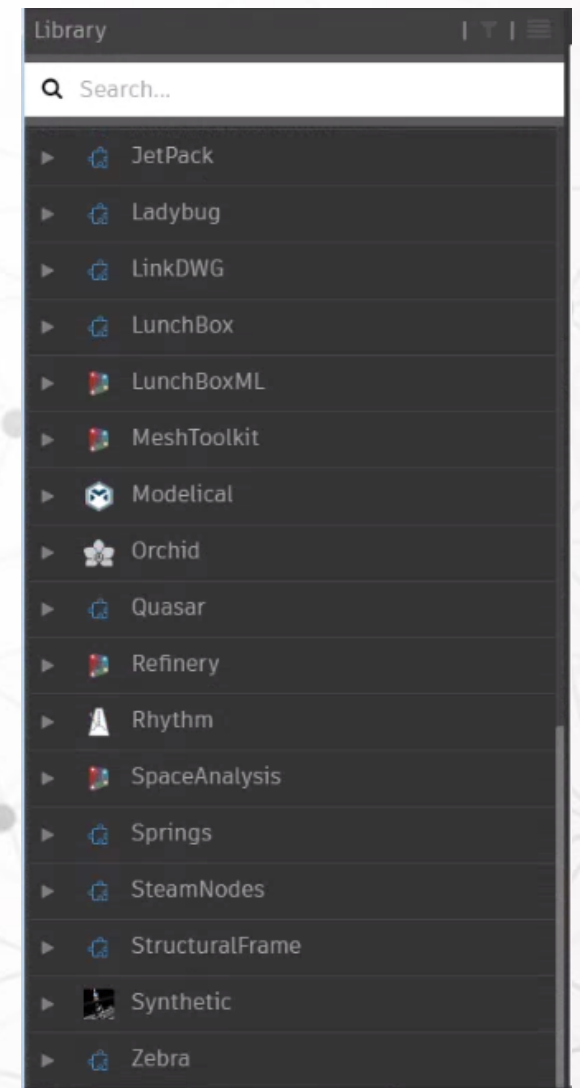 Library
Search...
JetPack
Ladybug
LinkDWG
LunchBox
LunchBoxML
MeshToolkit
Modelical
Orchid
Quasar
Refinery
Rhythm
SpaceAnalysis
Springs
SteamNodes
StructuralFrame
Synthetic
Zebra